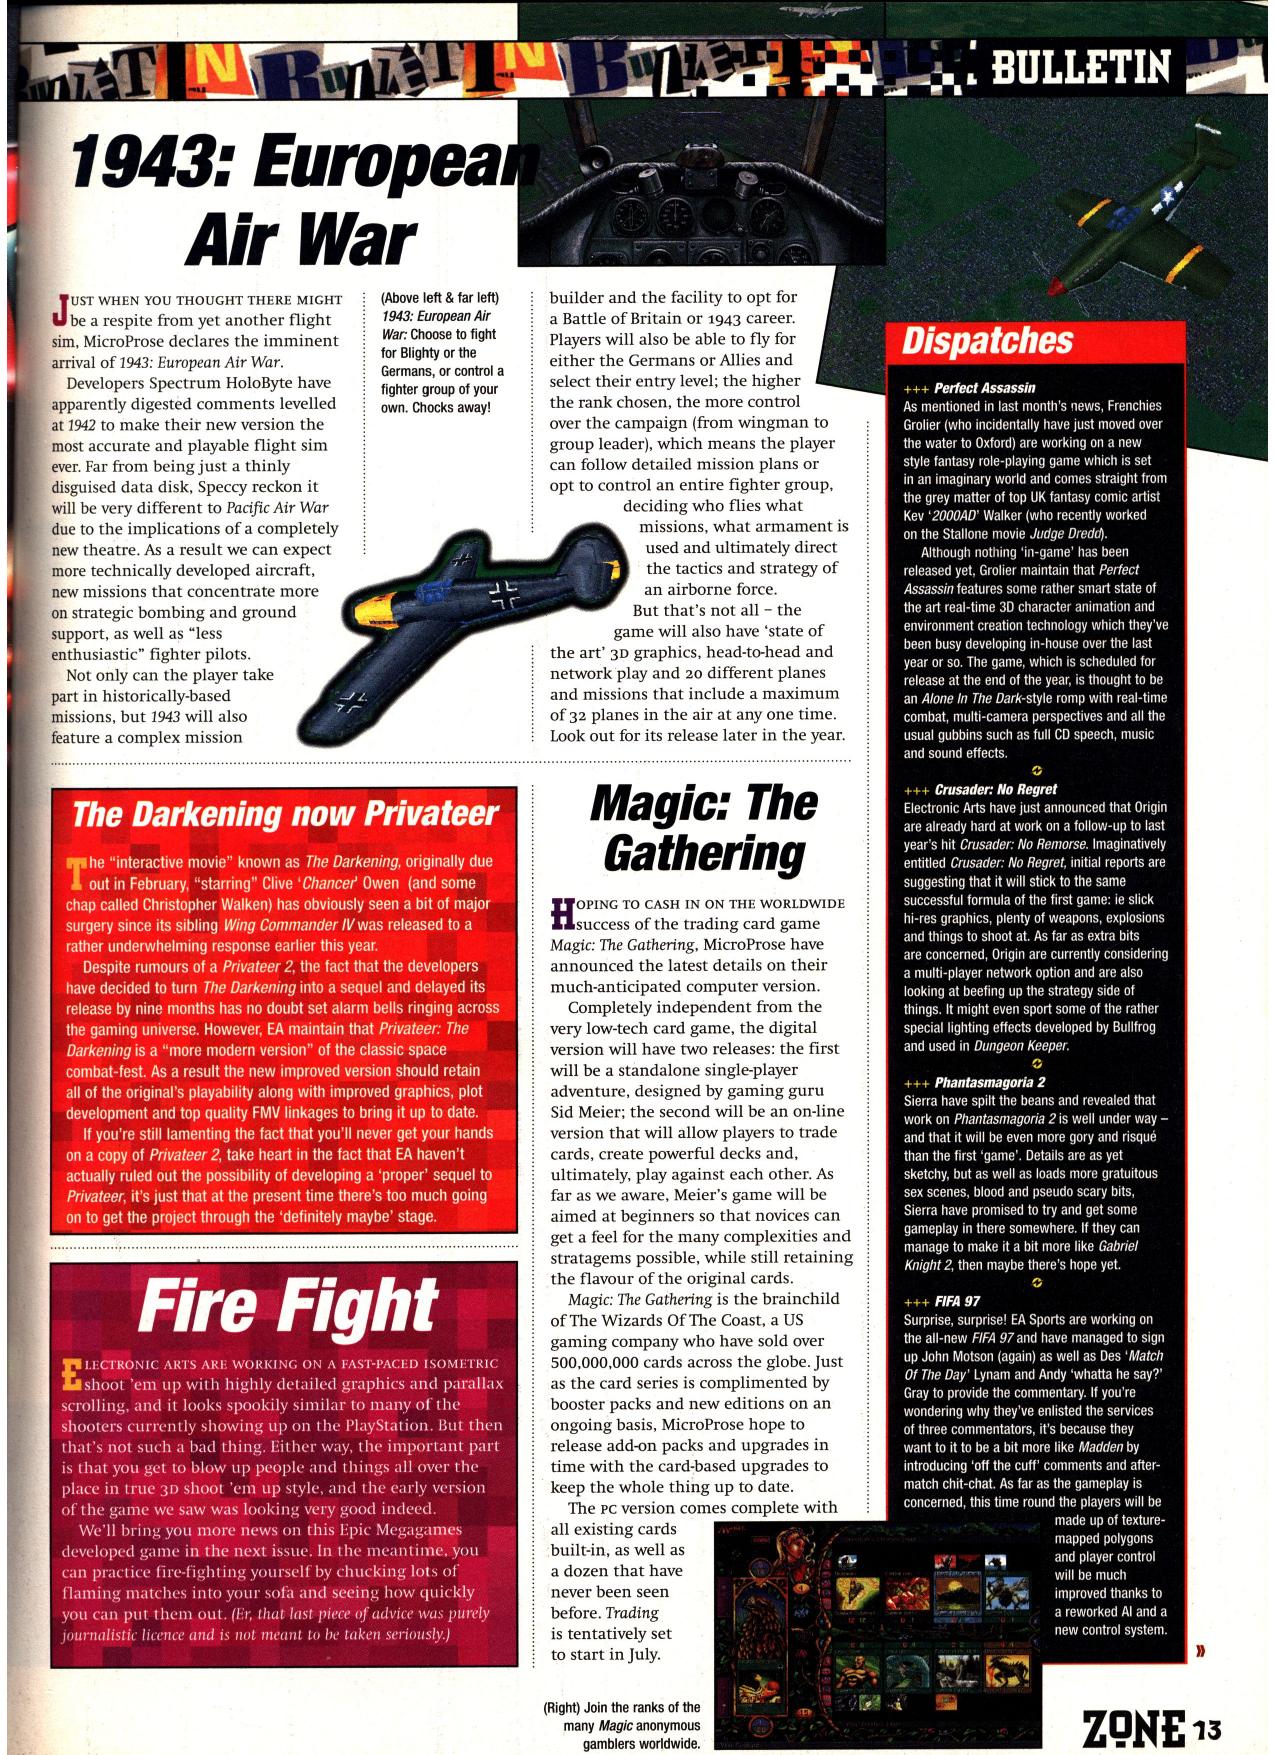 BULLETIN
1943: European
Air War
JUST WHEN YOU THOUGHT THERE MIGHT
be a respite from yet another flight
sim, MicroProse declares the imminent
arrival of 1943: European Air War.
Developers Spectrum HoloByte have
apparently digested comments levelled
at 1942 to make their new version the
most accurate and playable flight sim
ever. Far from being just a thinly
disguised data disk, Speccy reckon it
will be very different to Pacific Air War
due to the implications of a completely
new theatre. As a result we can expect
more technically developed aircraft,
new missions that concentrate more
on strategic bombing and ground
support, as well as “less
enthusiastic” fighter pilots.
Not only can the player take
part in historically-based
missions, but 1943 will also
feature a complex mission
(Above left & far left)
1943: European Air
War: Choose to fight
for Blighty or the
Germans, or control a
fighter group of your
own. Chocks away!
builder and the facility to opt for
a Battle of Britain or 1943 career.
Players will also be able to fly for
either the Germans or Allies and
select their entry level; the higher
the rank chosen, the more control
over the campaign (from wingman to
group leader), which means the player
can follow detailed mission plans or
opt to control an entire fighter group,
deciding who flies what
missions, what armament is
used and ultimately direct
the tactics and strategy of
an airborne force.
But that's not all – the
game will also have ‘state of
the art’ 3D graphics, head-to-head and
network play and 20 different planes
and missions that include a maximum
of 32 planes in the air at any one time.
Look out for its release later in the year.
The Darkening now Privateer
The “interactive movie” known as The Darkening, originally due
out in February, “starring” Clive ‘Chancer’ Owen (and some
chap called Christopher Walken) has obviously seen a bit of major
surgery since its sibling Wing Commander IV was released to a
rather underwhelming response earlier this year.
Despite rumours of a Privateer 2, the fact that the developers
have decided to turn The Darkening into a sequel and delayed its
release by nine months has no doubt set alarm bells ringing across
the gaming universe. However, EA maintain that Privateer: The
Darkening is a “more modern version” of the classic space
combat-fest. As a result the new improved version should retain
all of the original's playability along with improved graphics, plot
development and top quality FMV linkages to bring it up to date.
If you're still lamenting the fact that you'll never get your hands
on a copy of Privateer 2, take heart in the fact that EA haven't
actually ruled out the possibility of developing a ‘proper’ sequel to
Privateer, it's just that at the present time there's too much going
on to get the project through the ‘definitely maybe’ stage.
Fire Fight
ELECTRONIC ARTS ARE WORKING ON A FAST-PACED ISOMETRIC
shoot 'em up with highly detailed graphics and parallax
scrolling, and it looks spookily similar to many of the
shooters currently showing up on the PlayStation. But then
that's not such a bad thing. Either way, the important part
is that you get to blow up people and things all over the
place in true 3D shoot 'em up style, and the early version
of the game we saw was looking very good indeed.
We'll bring you more news on this Epic Megagames
developed game in the next issue. In the meantime, you
can practice fire-fighting yourself by chucking lots of
flaming matches into your sofa and seeing how quickly
you can put them out. (Er, that last piece of advice was purely
journalistic licence and is not meant to be taken seriously.)
Magic: The
Gathering
HOPING TO CASH IN ON THE WORLDWIDE
success of the trading card game
Magic: The Gathering, MicroProse have
announced the latest details on their
much-anticipated computer version.
Completely independent from the
very low-tech card game, the digital
version will have two releases: the first
will be a standalone single-player
adventure, designed by gaming guru
Sid Meier; the second will be an on-line
version that will allow players to trade
cards, create powerful decks and,
ultimately, play against each other. As
far as we aware, Meier's game will be
aimed at beginners so that novices can
get a feel for the many complexities and
stratagems possible, while still retaining
the flavour of the original cards.
Magic: The Gathering is the brainchild
of The Wizards Of The Coast, a US
gaming company who have sold over
500,000,000 cards across the globe. Just
as the card series is complimented by
booster packs and new editions on an
ongoing basis, MicroProse hope to
release add-on packs and upgrades in
time with the card-based upgrades to
keep the whole thing up to date.
The PC version comes complete with
all existing cards
built-in, as well as
a dozen that have
never been seen
before. Trading
is tentatively set
to start in July.
(Right) Join the ranks of the
many Magic anonymous
gamblers worldwide.
Dispatches
+++ Perfect Assassin
As mentioned in last month's news, Frenchies
Grolier (who incidentally have just moved over
the water to Oxford) are working on a new
style fantasy role-playing game which is set
in an imaginary world and comes straight from
the grey matter of top UK fantasy comic artist
Kev ‘2000AD’ Walker (who recently worked
on the Stallone movie Judge Dredd).
Although nothing ‘in-game’ has been
released yet, Grolier maintain that Perfect
Assassin features some rather smart state of
the art real-time 3D character animation and
environment creation technology which they've
been busy developing in-house over the last
year or so. The game, which is scheduled for
release at the end of the year, is thought to be
an Alone In The Dark-style romp with real-time
combat, multi-camera perspectives and all the
usual gubbins such as full CD speech, music
and sound effects.
+++ Crusader: No Regret
Electronic Arts have just announced that Origin
are already hard at work on a follow-up to last
year's hit Crusader: No Remorse. Imaginatively
entitled Crusader: No Regret, initial reports are
suggesting that it will stick to the same
successful formula of the first game: ie slick
hi-res graphics, plenty of weapons, explosions
and things to shoot at. As far as extra bits
are concerned, Origin are currently considering
a multi-player network option and are also
looking at beefing up the strategy side of
things. It might even sport some of the rather
special lighting effects developed by Bullfrog
and used in Dungeon Keeper.
+++ Phantasmagoria 2
Sierra have spilt the beans and revealed that
work on Phantasmagoria 2 is well under way –
and that it will be even more gory and risqué
than the first ‘game’. Details are as yet
sketchy, but as well as loads more gratuitous
sex scenes, blood and pseudo scary bits,
Sierra have promised to try and get some
gameplay in there somewhere. If they can
manage to make it a bit more like Gabriel
Knight 2, then maybe there's hope yet.
+++ FIFA 97
Surprise, surprise! EA Sports are working on
the all-new FIFA 97 and have managed to sign
up John Motson (again) as well as Des ‘Match
Of The Day’ Lynam and Andy ‘whatta he say?’
Gray to provide the commentary. If you're
wondering why they've enlisted the services
of three commentators, it's because they
want to it to be a bit more like Madden by
introducing ‘off the cuff’ comments and after-
match chit-chat. As far as the gameplay is
concerned, this time round the players will be
made up of texture-
mapped polygons
and player control
will be much
improved thanks to
a reworked AI and a
new control system.
»
ZONE 13